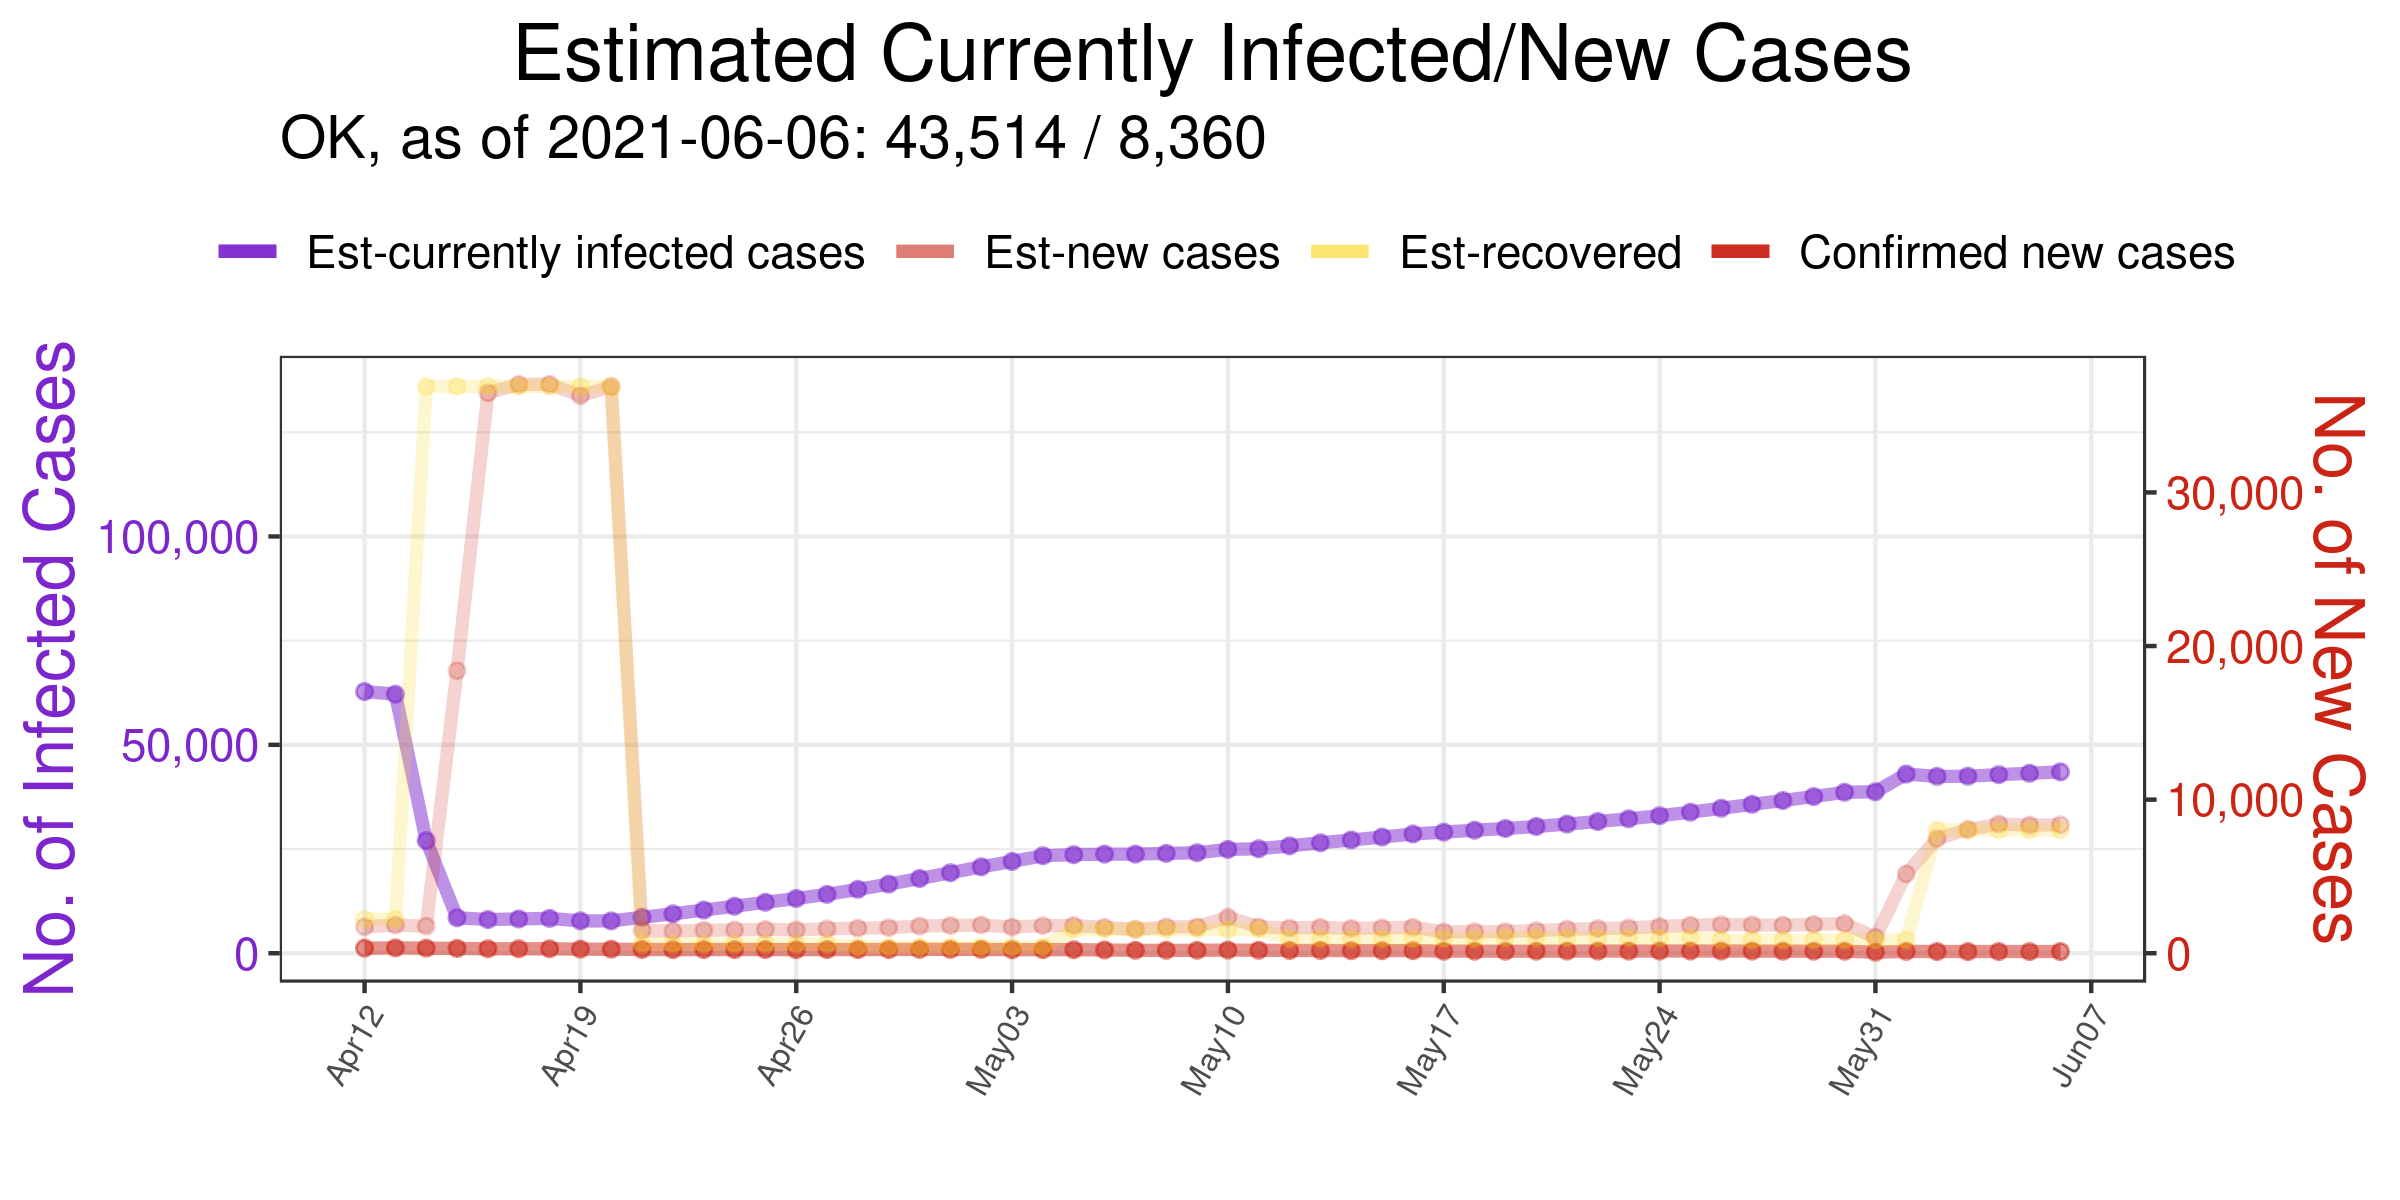 Estimated Currently Infected/New Cases
OK, as of 2021-06-06: 43,514 / 8,360
Est-currently infected cases Est-new cases Est-recovered Confirmed new cases
No. of Infected Cases
100,000
50,000
0
30,000
20,000
10,000
0
No. of New Cases
Apr12 Apr19 Apr26 May03 May10 May17 May24 May31 Jun07